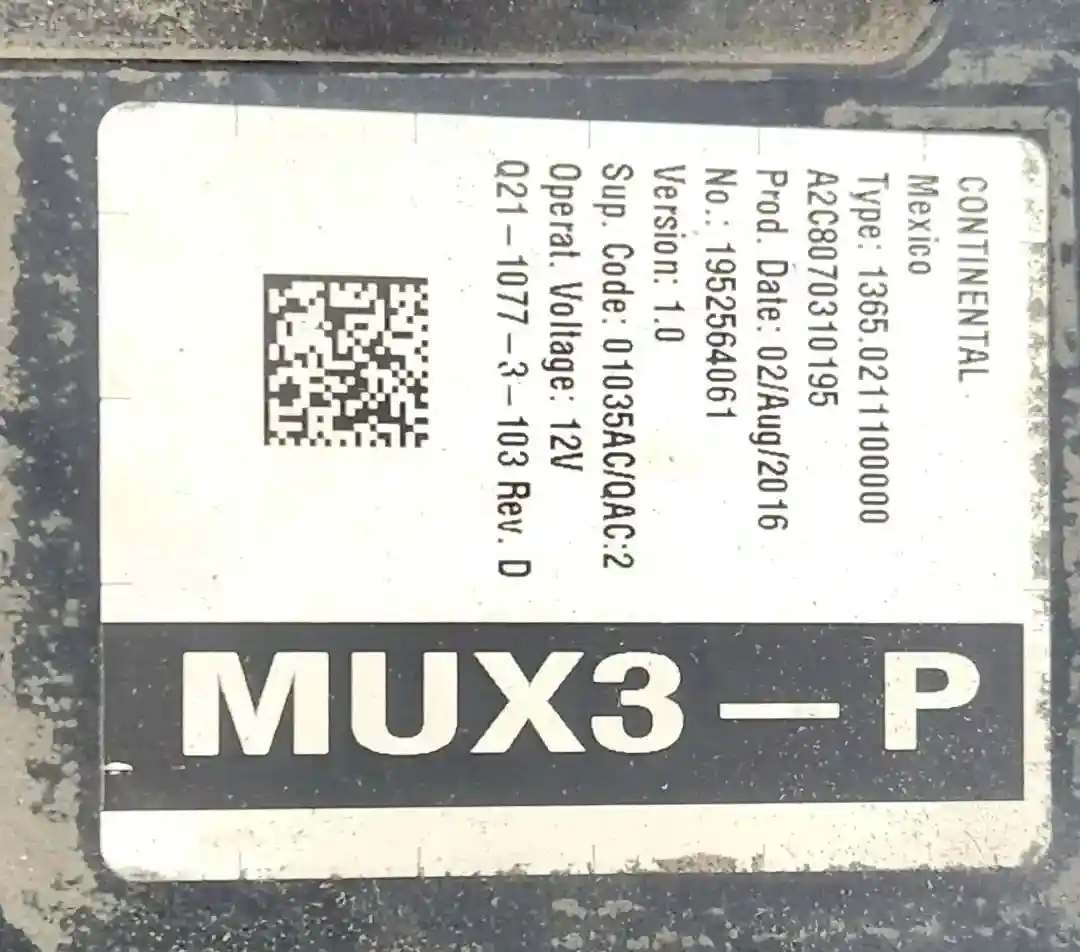 CONTINENTAL
Mexico
Type: 1365.0211100000
A2C8070310195
Prod. Date: 02/Aug/2016
No.: 1952564061
Version: 1.0
Sup. Code: 01035AC/QAC:2
Operat. Voltage: 12V
Q21-1077-3-103 Rev. D
MUX3-P